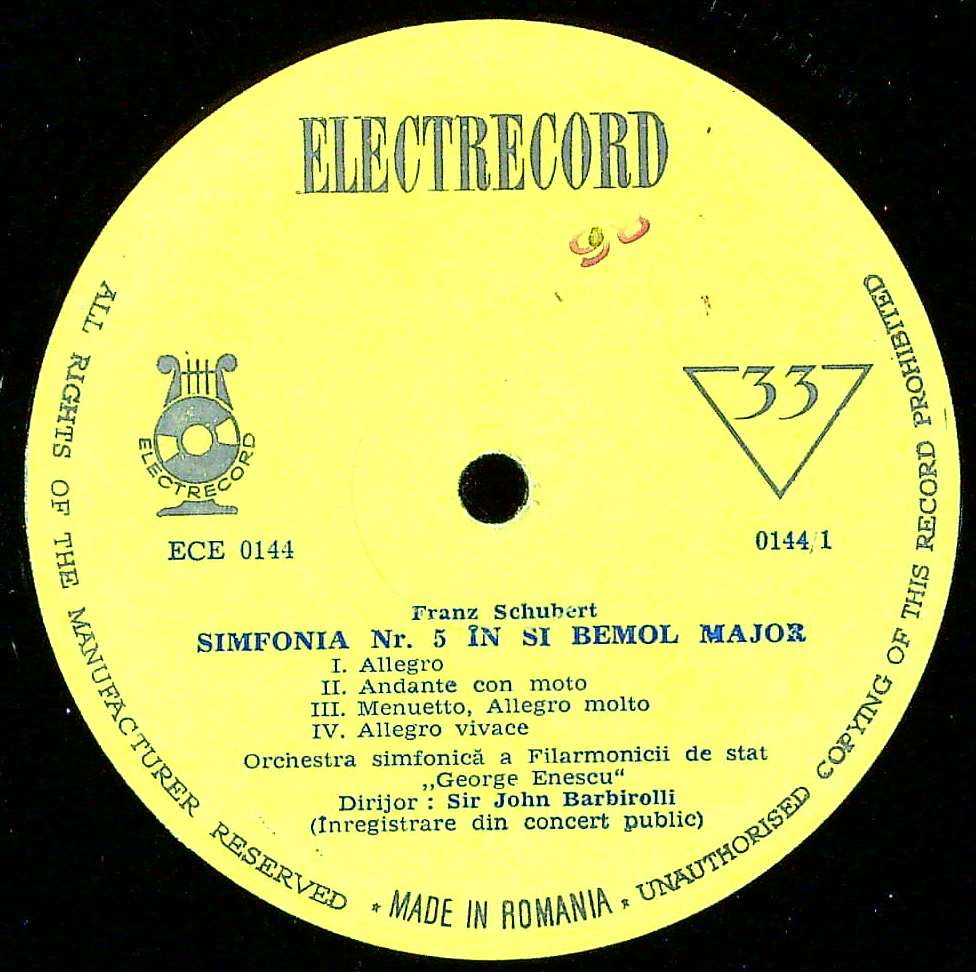 ELECTRECORD
90
ELECTRECORD
33
ECE 0144
0144/1
Franz Schubert
SIMFONIA Nr. 5 ÎN SI BEMOL MAJOR
I. Allegro
II. Andante con moto
III. Menuetto, Allegro molto
IV. Allegro vivace
Orchestra simfonică a Filarmonicii de stat
„George Enescu“
Dirijor : Sir John Barbirolli
(Înregistrare din concert public)
ALL RIGHTS OF THE MANUFACTURER RESERVED * MADE IN ROMANIA * UNAUTHORISED COPYING OF THIS RECORD PROHIBITED